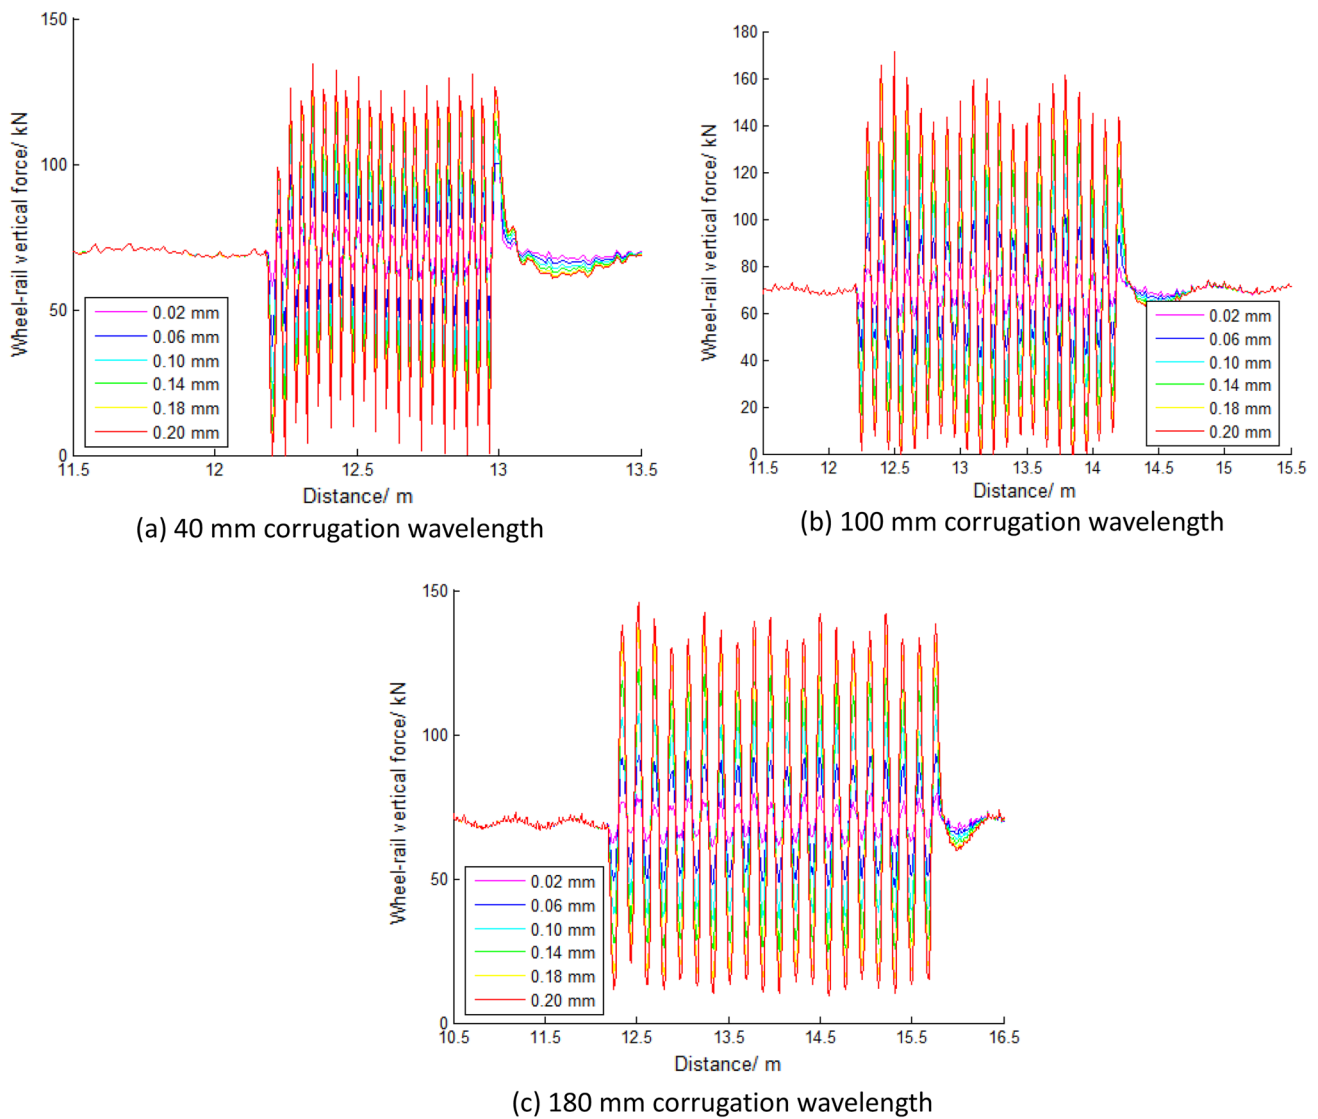 150
100
50
0
Wheel-rail vertical force/ kN
0.02 mm
0.06 mm
0.10 mm
0.14 mm
0.18 mm
0.20 mm
11.5 12 12.5 13 13.5
Distance/ m
(a) 40 mm corrugation wavelength
180
160
140
120
100
80
60
40
20
0
Wheel-rail vertical force/ kN
0.02 mm
0.06 mm
0.10 mm
0.14 mm
0.18 mm
0.20 mm
11.5 12 12.5 13 13.5 14 14.5 15 15.5
Distance/ m
(b) 100 mm corrugation wavelength
150
100
50
0
Wheel-rail vertical force/ kN
0.02 mm
0.06 mm
0.10 mm
0.14 mm
0.18 mm
0.20 mm
10.5 11.5 12.5 13.5 14.5 15.5 16.5
Distance/ m
(c) 180 mm corrugation wavelength